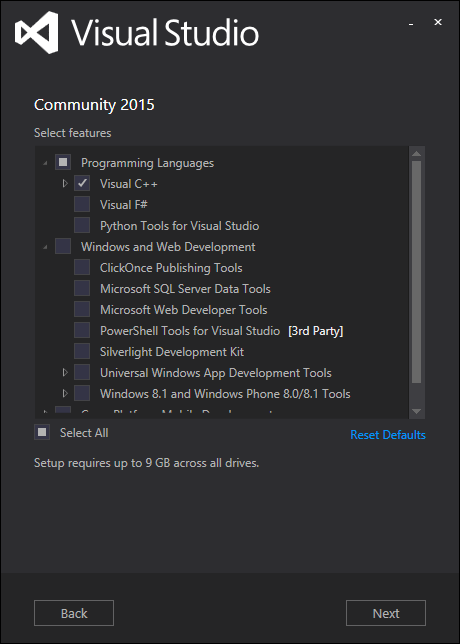 Visual Studio
Community 2015
Select features
Programming Languages
Visual C++
Visual F#
Python Tools for Visual Studio
Windows and Web Development
ClickOnce Publishing Tools
Microsoft SQL Server Data Tools
Microsoft Web Developer Tools
PowerShell Tools for Visual Studio [3rd Party]
Silverlight Development Kit
Universal Windows App Development Tools
Windows 8.1 and Windows Phone 8.0/8.1 Tools
Select All
Reset Defaults
Setup requires up to 9 GB across all drives.
Back
Next